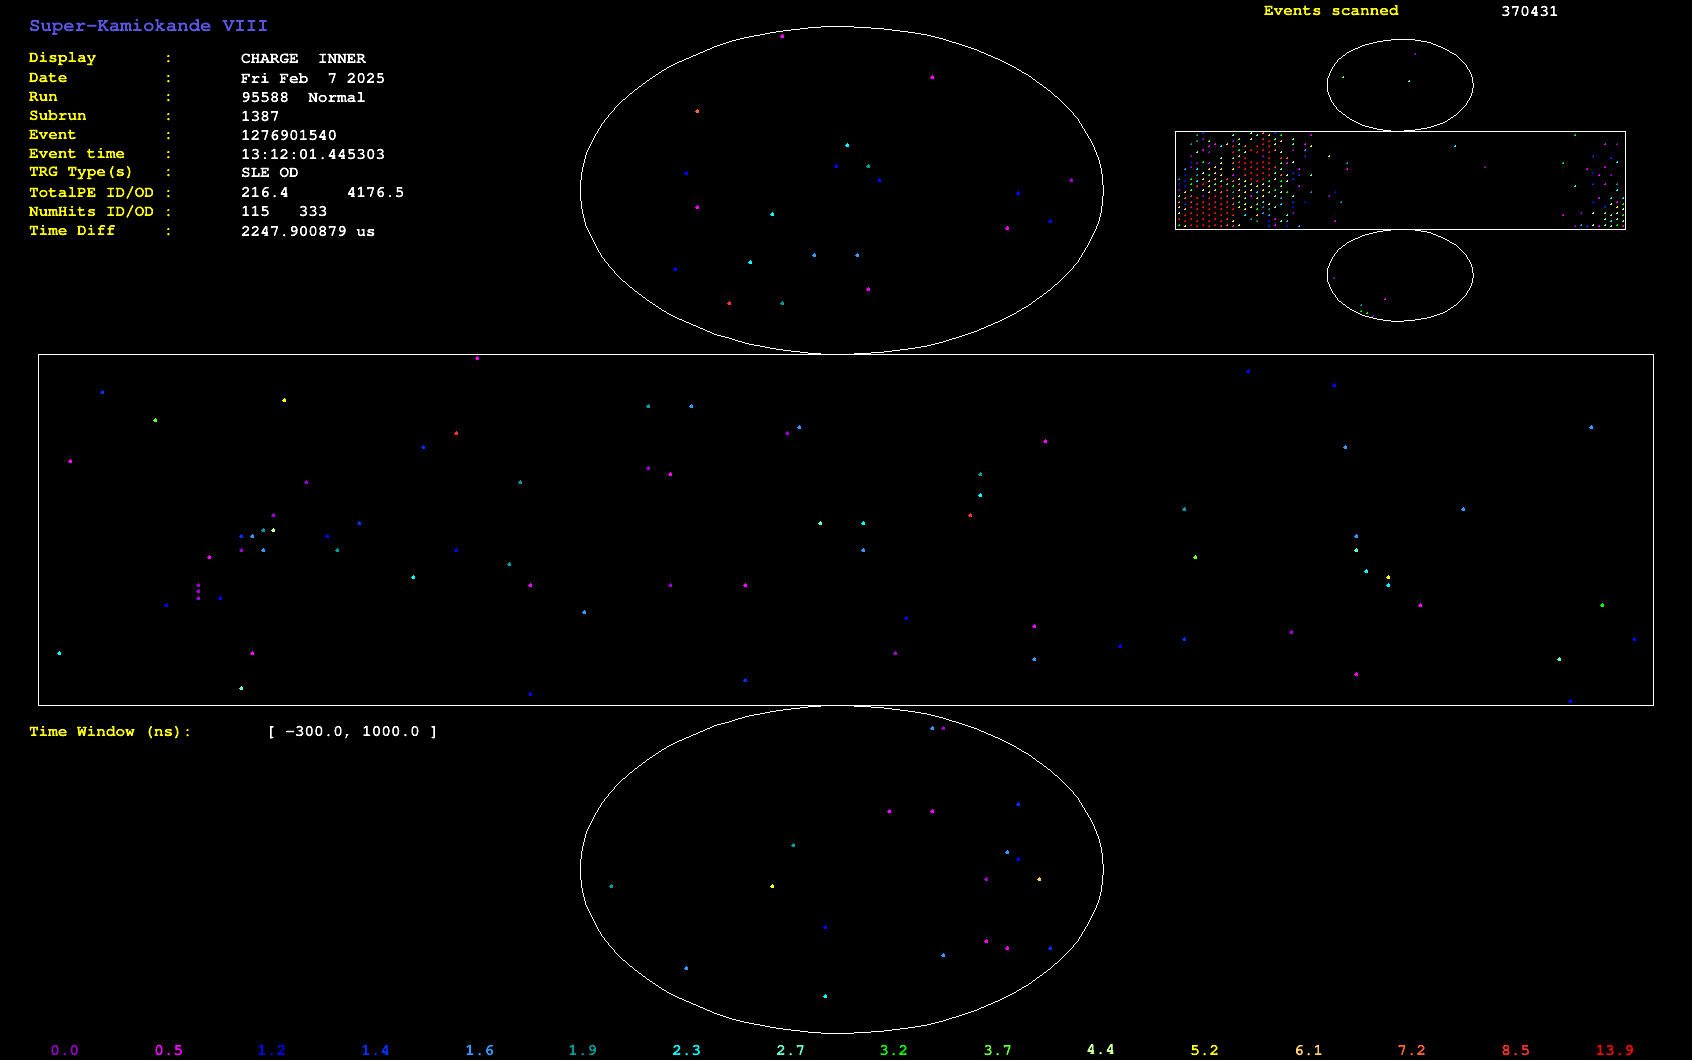 Super-Kamiokande VIII
Events scanned 370431
Display : CHARGE INNER
Date : Fri Feb 7 2025
Run : 95588 Normal
Subrun : 1387
Event : 1276901540
Event time : 13:12:01.445303
TRG Type(s) : SLE OD
TotalPE ID/OD : 216.4 4176.5
NumHits ID/OD : 115 333
Time Diff : 2247.900879 us
Time Window (ns): [ -300.0, 1000.0 ]
0.0 0.5 1.2 1.4 1.6 1.9 2.3 2.7 3.2 3.7 4.4 5.2 6.1 7.2 8.5 13.9